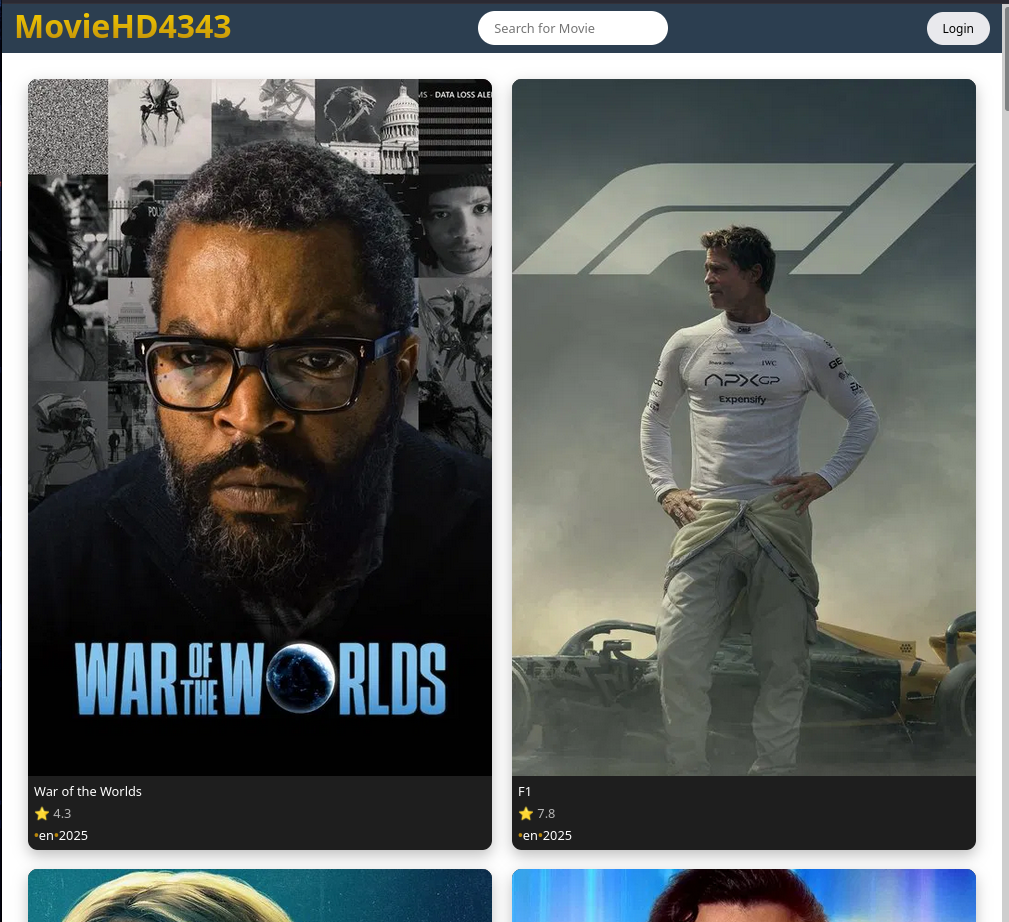 MovieHD4343
Search for Movie
Login
MS - DATA LOSS ALE
F1
IWC
APXGP
Expensify
WAR OF THE WORLDS
War of the Worlds
⭐ 4.3
•en•2025
F1
⭐ 7.8
•en•2025